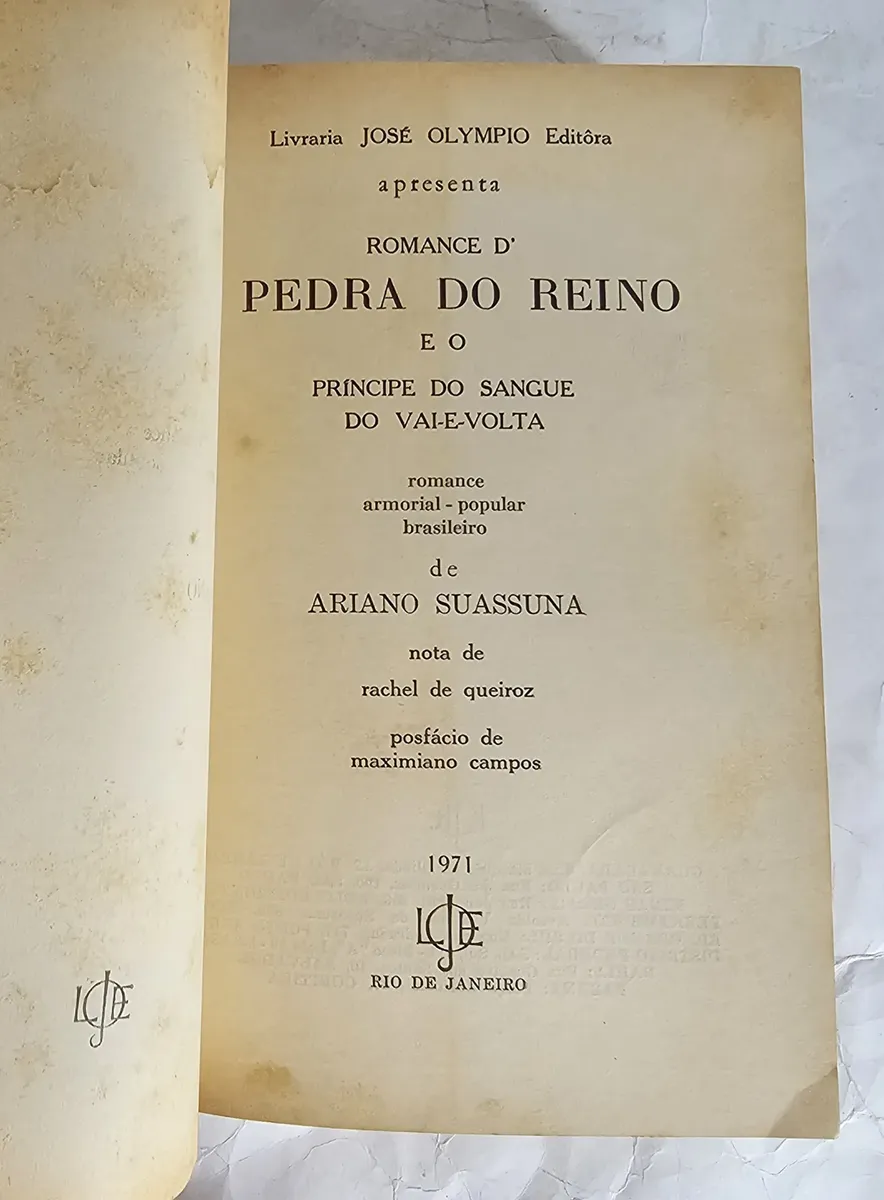 Livraria JOSÉ OLYMPIO Editôra
apresenta
ROMANCE D'
PEDRA DO REINO
E O
PRÍNCIPE DO SANGUE
DO VAI-E-VOLTA
romance
armorial - popular
brasileiro
de
ARIANO SUASSUNA
nota de
rachel de queiroz
posfácio de
maximiano campos
1971
LJOE
RIO DE JANEIRO
LJOE